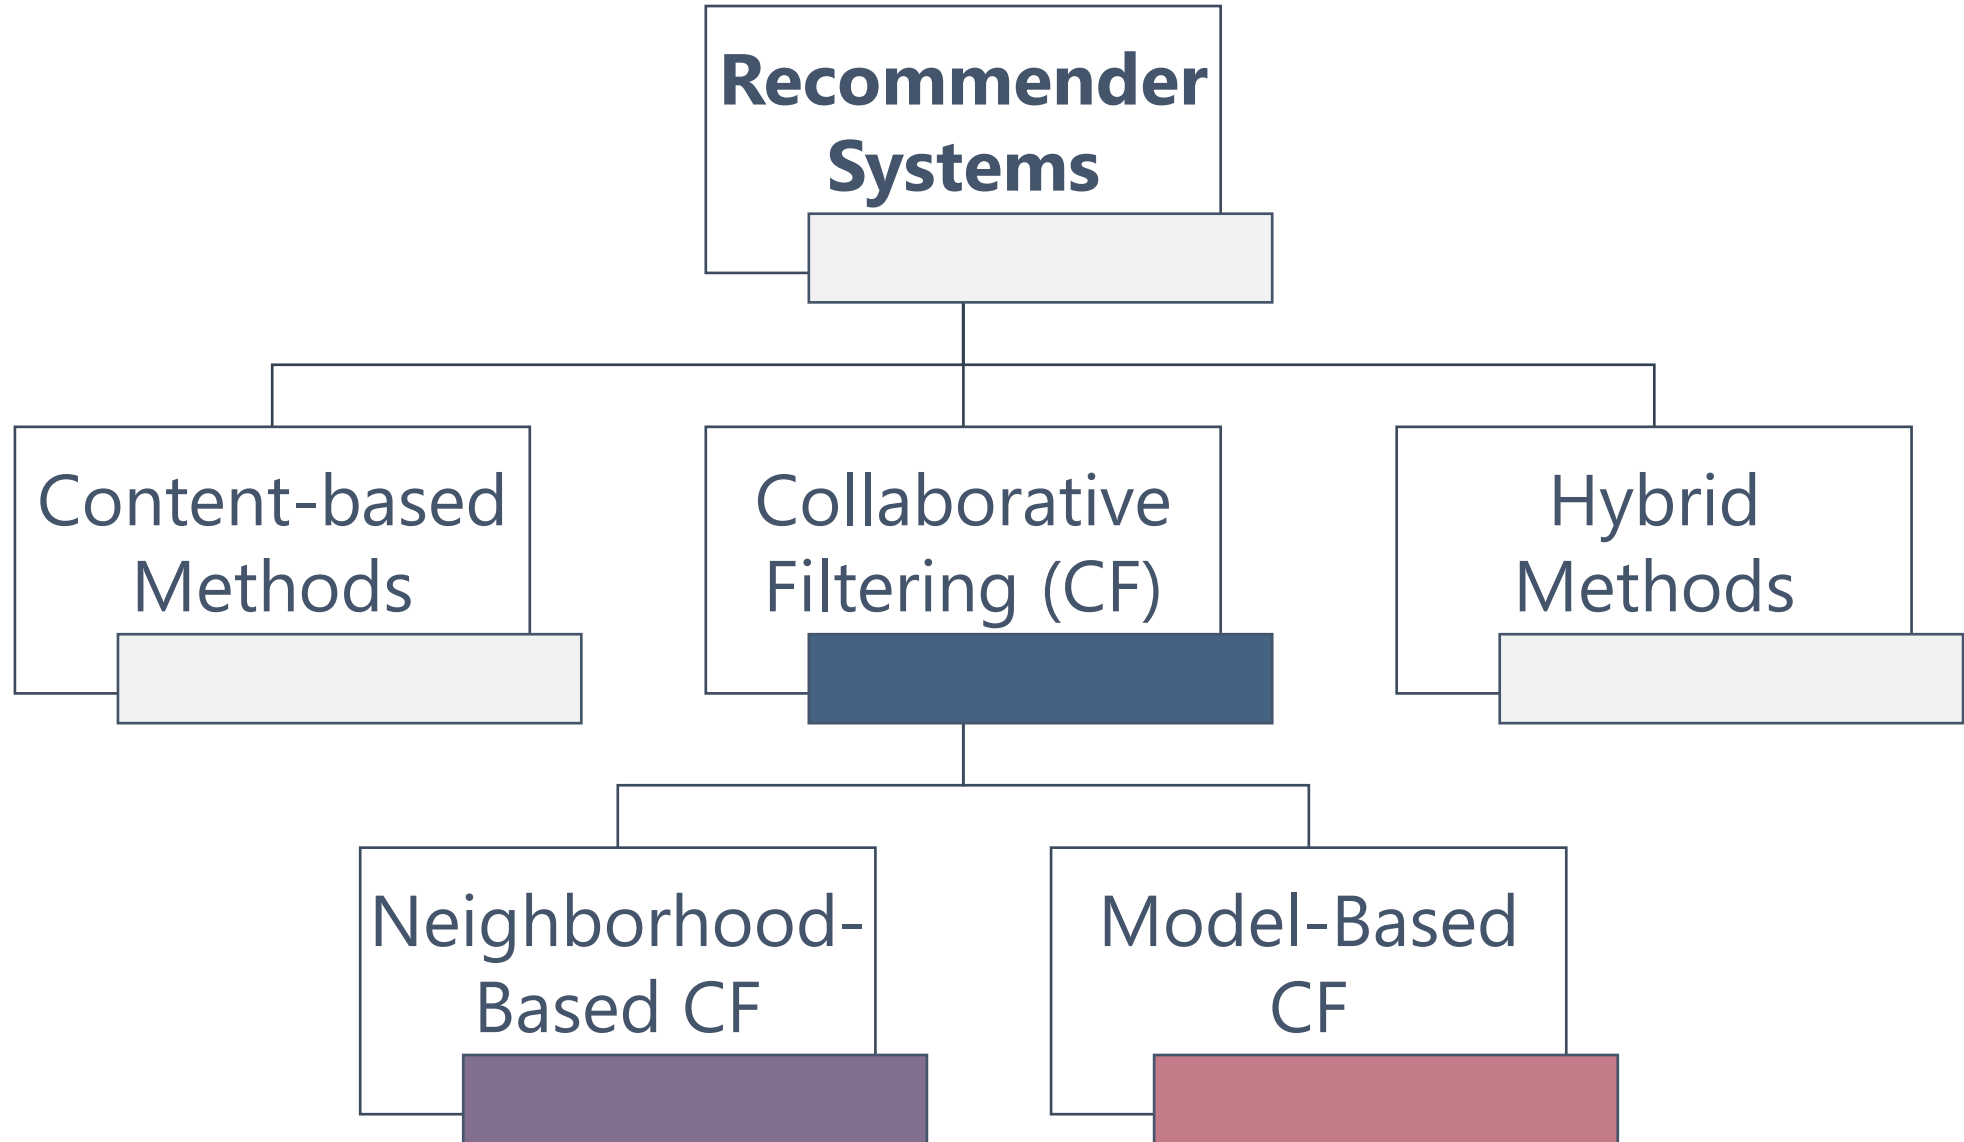 Recommender
Systems
Content-based
Methods
Collaborative
Filtering (CF)
Hybrid
Methods
Neighborhood-
Based CF
Model-Based
CF